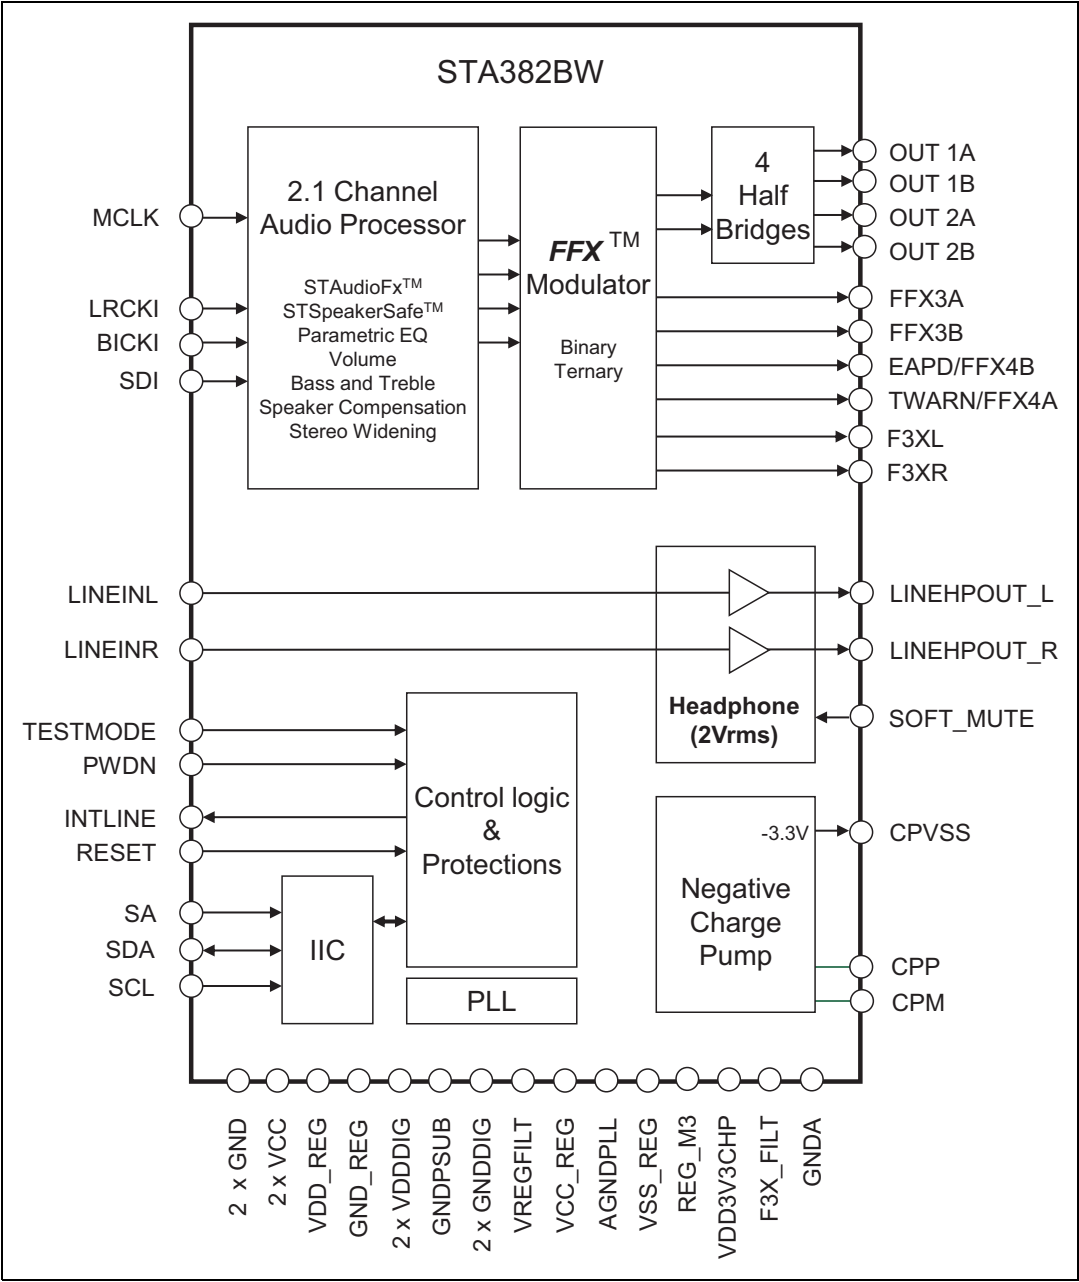 STA382BW
MCLK
LRCKI
BICKI
SDI
2.1 Channel
Audio Processor
STAudioFx™
STSpeakerSafe™
Parametric EQ
Volume
Bass and Treble
Speaker Compensation
Stereo Widening
FFX™
Modulator
Binary
Ternary
4
Half
Bridges
OUT 1A
OUT 1B
OUT 2A
OUT 2B
FFX3A
FFX3B
EAPD/FFX4B
TWARN/FFX4A
F3XL
F3XR
LINEINL
LINEINR
Headphone
(2Vrms)
LINEHPOUT_L
LINEHPOUT_R
SOFT_MUTE
TESTMODE
PWDN
INTLINE
RESET
SA
SDA
SCL
Control logic
&
Protections
IIC
PLL
-3.3V
Negative
Charge
Pump
CPVSS
CPP
CPM
2 x GND
2 x VCC
VDD_REG
GND_REG
2 x VDDDIG
GNDPSUB
2 x GNDDIG
VREGFILT
VCC_REG
AGNDPLL
VSS_REG
REG_M3
VDD3V3CHP
F3X_FILT
GNDA